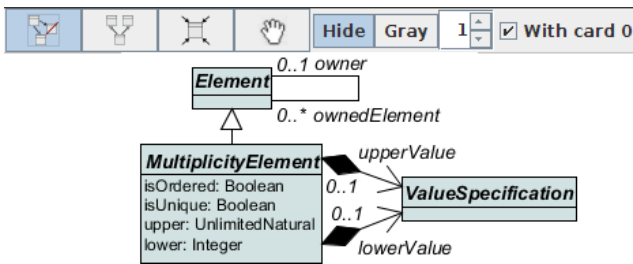 Hide Gray 1 With card 0
0..1 owner
Element
0..* ownedElement
MultiplicityElement
isOrdered: Boolean
isUnique: Boolean
upper: UnlimitedNatural
lower: Integer
upperValue
0..1
ValueSpecification
0..1
lowerValue